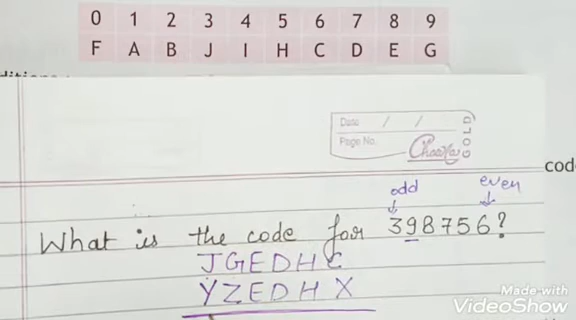 0 1 2 3 4 5 6 7 8 9
F A B J I H C D E G
Date / /
Page No.
GOLD
cod
odd even
What is the code for 398756?
JGEDHC
YZEDHX
Made with
VideoShow